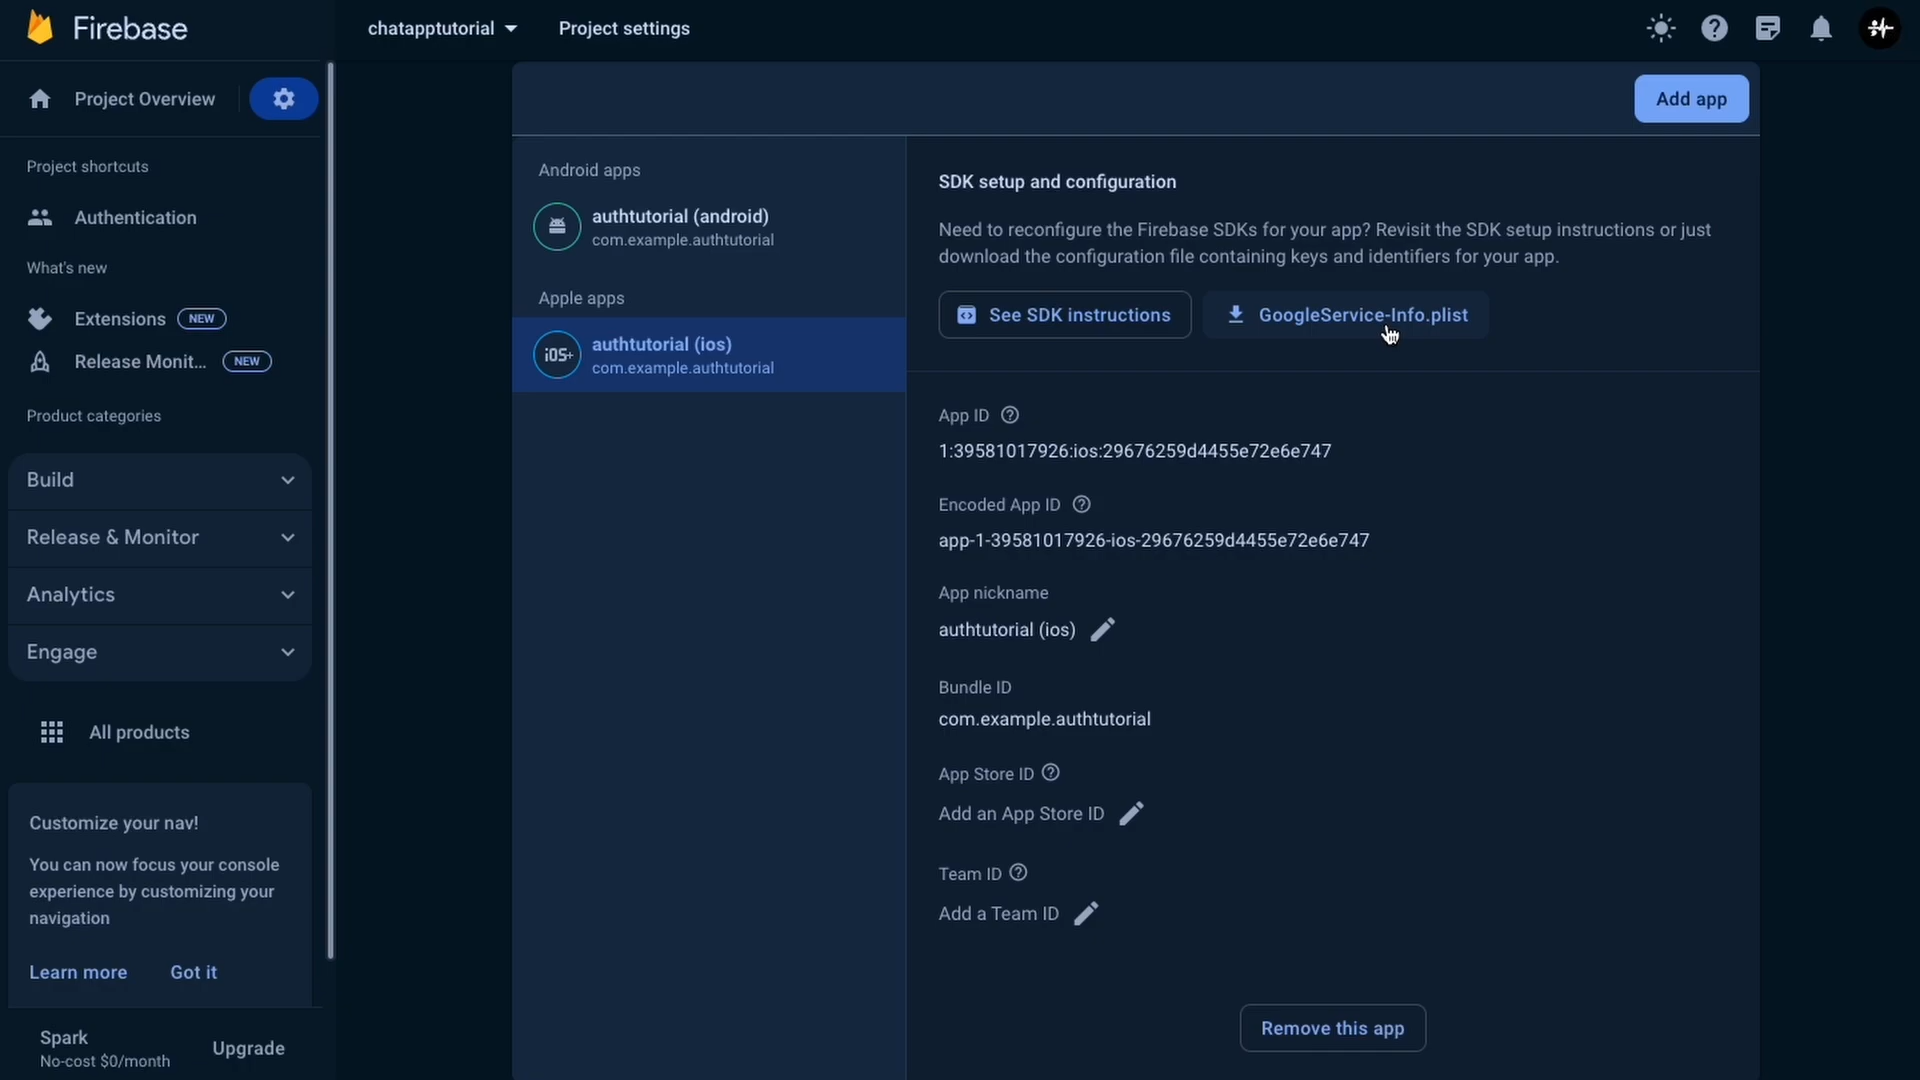 Firebase
chatapptutorial
Project settings
Project Overview
Add app
Project shortcuts
Authentication
What's new
Extensions NEW
Release Monit... NEW
Product categories
Build
Release & Monitor
Analytics
Engage
All products
Customize your nav!
You can now focus your console
experience by customizing your
navigation
Learn more
Got it
Spark
No-cost $0/month
Upgrade
Android apps
authtutorial (android)
com.example.authtutorial
Apple apps
iOS+
authtutorial (ios)
com.example.authtutorial
SDK setup and configuration
Need to reconfigure the Firebase SDKs for your app? Revisit the SDK setup instructions or just
download the configuration file containing keys and identifiers for your app.
See SDK instructions
GoogleService-Info.plist
App ID
1:39581017926:ios:29676259d4455e72e6e747
Encoded App ID
app-1-39581017926-ios-29676259d4455e72e6e747
App nickname
authtutorial (ios)
Bundle ID
com.example.authtutorial
App Store ID
Add an App Store ID
Team ID
Add a Team ID
Remove this app